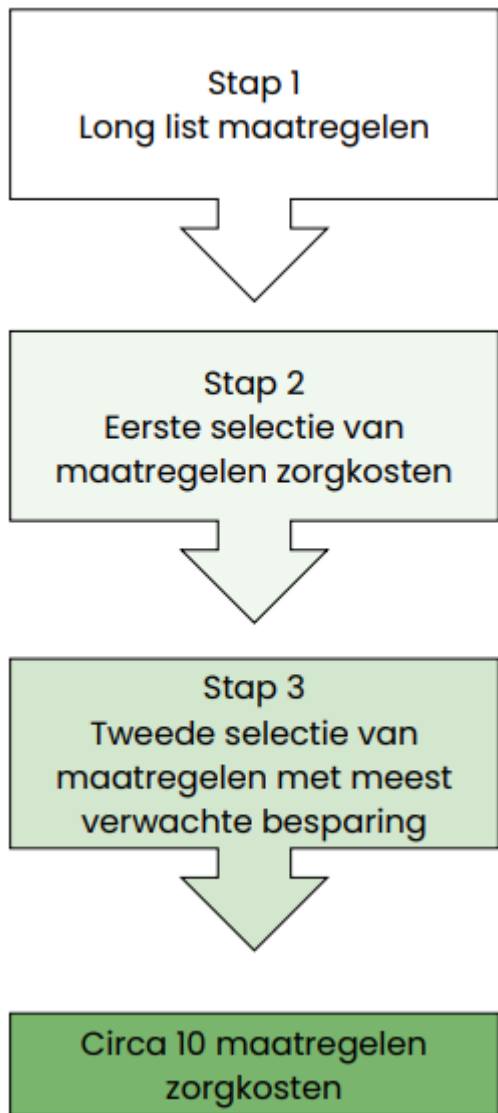 Stap 1
Long list maatregelen
Stap 2
Eerste selectie van
maatregelen zorgkosten
Stap 3
Tweede selectie van
maatregelen met meest
verwachte besparing
Circa 10 maatregelen
zorgkosten